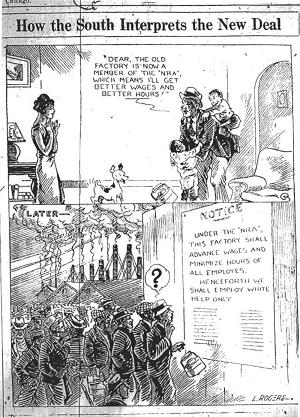 Chicago.
How the South Interprets the New Deal
"DEAR, THE OLD
FACTORY IS NOW A
MEMBER OF THE "NRA",
WHICH MEANS I'LL GET
BETTER WAGES AND
BETTER HOURS!"
LATER—
?
NOTICE
UNDER THE "NRA",
THIS FACTORY SHALL
ADVANCE WAGES AND
MINIMIZE HOURS OF
ALL EMPLOYES.
HENCEFORTH WE
SHALL EMPLOY WHITE
HELP ONLY
L. ROGERS—